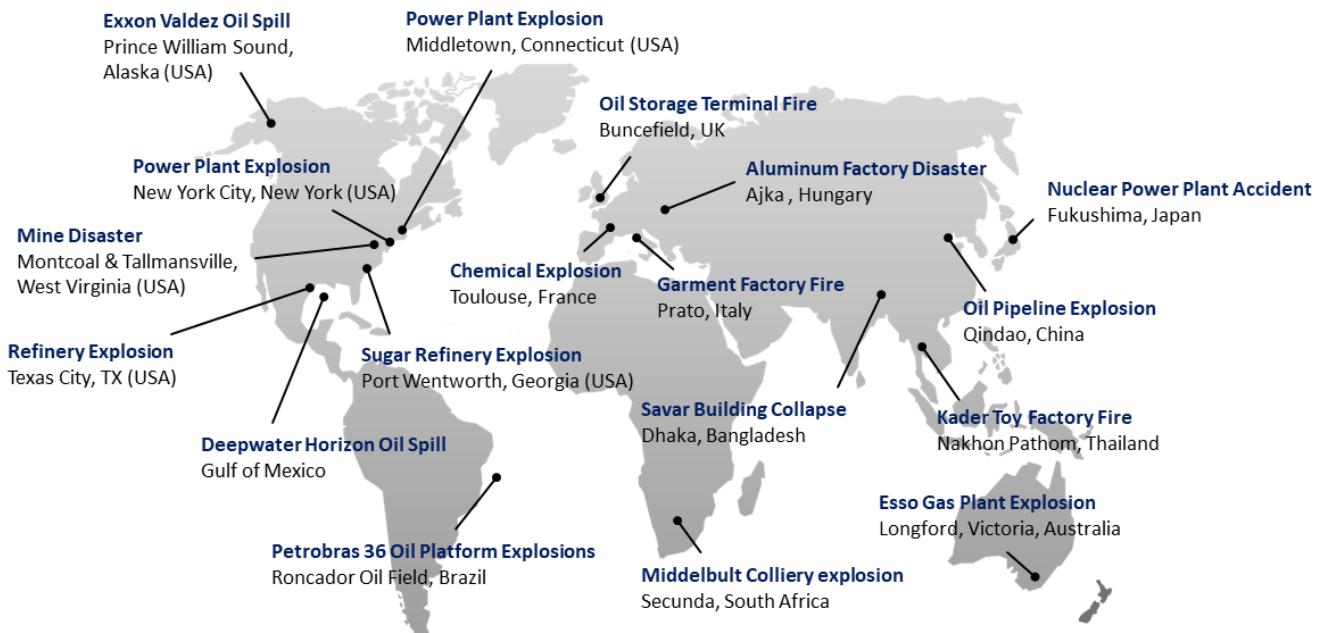 Exxon Valdez Oil Spill
Prince William Sound,
Alaska (USA)
Power Plant Explosion
Middletown, Connecticut (USA)
Oil Storage Terminal Fire
Buncefield, UK
Power Plant Explosion
New York City, New York (USA)
Aluminum Factory Disaster
Ajka , Hungary
Nuclear Power Plant Accident
Fukushima, Japan
Mine Disaster
Montcoal & Tallmansville,
West Virginia (USA)
Chemical Explosion
Toulouse, France
Garment Factory Fire
Prato, Italy
Oil Pipeline Explosion
Qindao, China
Refinery Explosion
Texas City, TX (USA)
Sugar Refinery Explosion
Port Wentworth, Georgia (USA)
Savar Building Collapse
Dhaka, Bangladesh
Kader Toy Factory Fire
Nakhon Pathom, Thailand
Deepwater Horizon Oil Spill
Gulf of Mexico
Esso Gas Plant Explosion
Longford, Victoria, Australia
Petrobras 36 Oil Platform Explosions
Roncador Oil Field, Brazil
Middelbult Colliery explosion
Secunda, South Africa